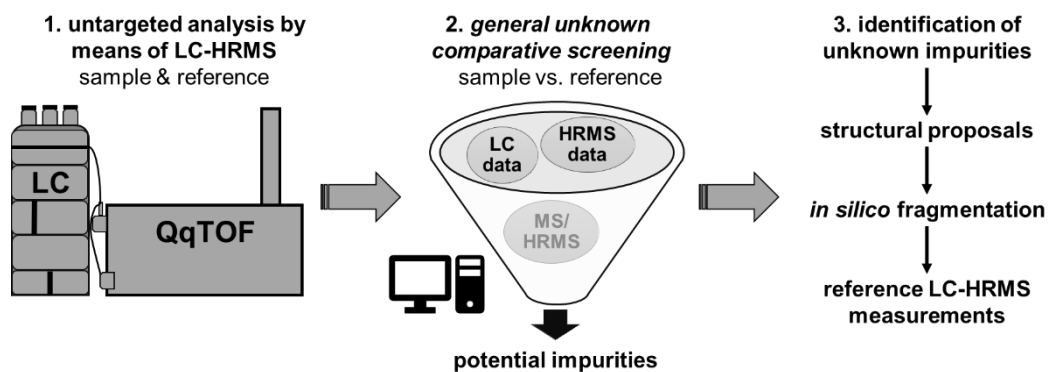 1. untargeted analysis by
means of LC-HRMS
sample & reference
LC
QqTOF
2. general unknown
comparative screening
sample vs. reference
LC
data
HRMS
data
MS/
HRMS
potential impurities
3. identification of
unknown impurities
structural proposals
in silico fragmentation
reference LC-HRMS
measurements